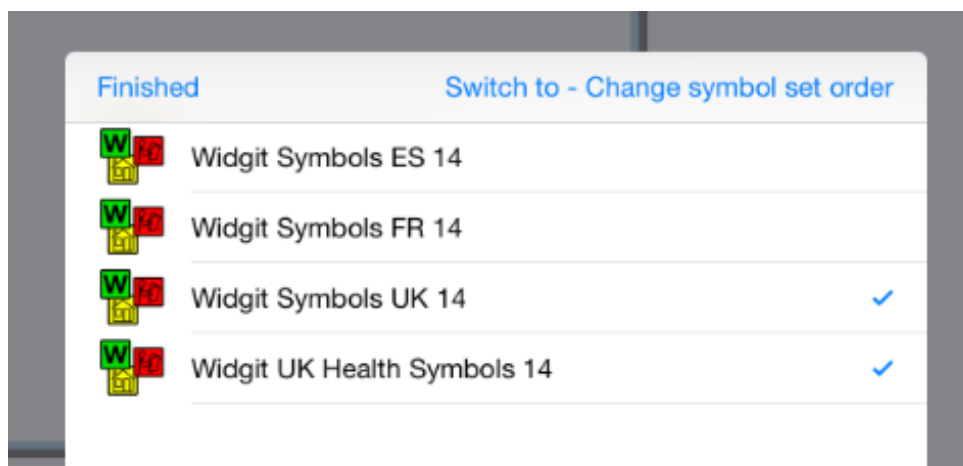 Finished Switch to - Change symbol set order
W Widgit Symbols ES 14
W Widgit Symbols FR 14
W Widgit Symbols UK 14
W Widgit UK Health Symbols 14